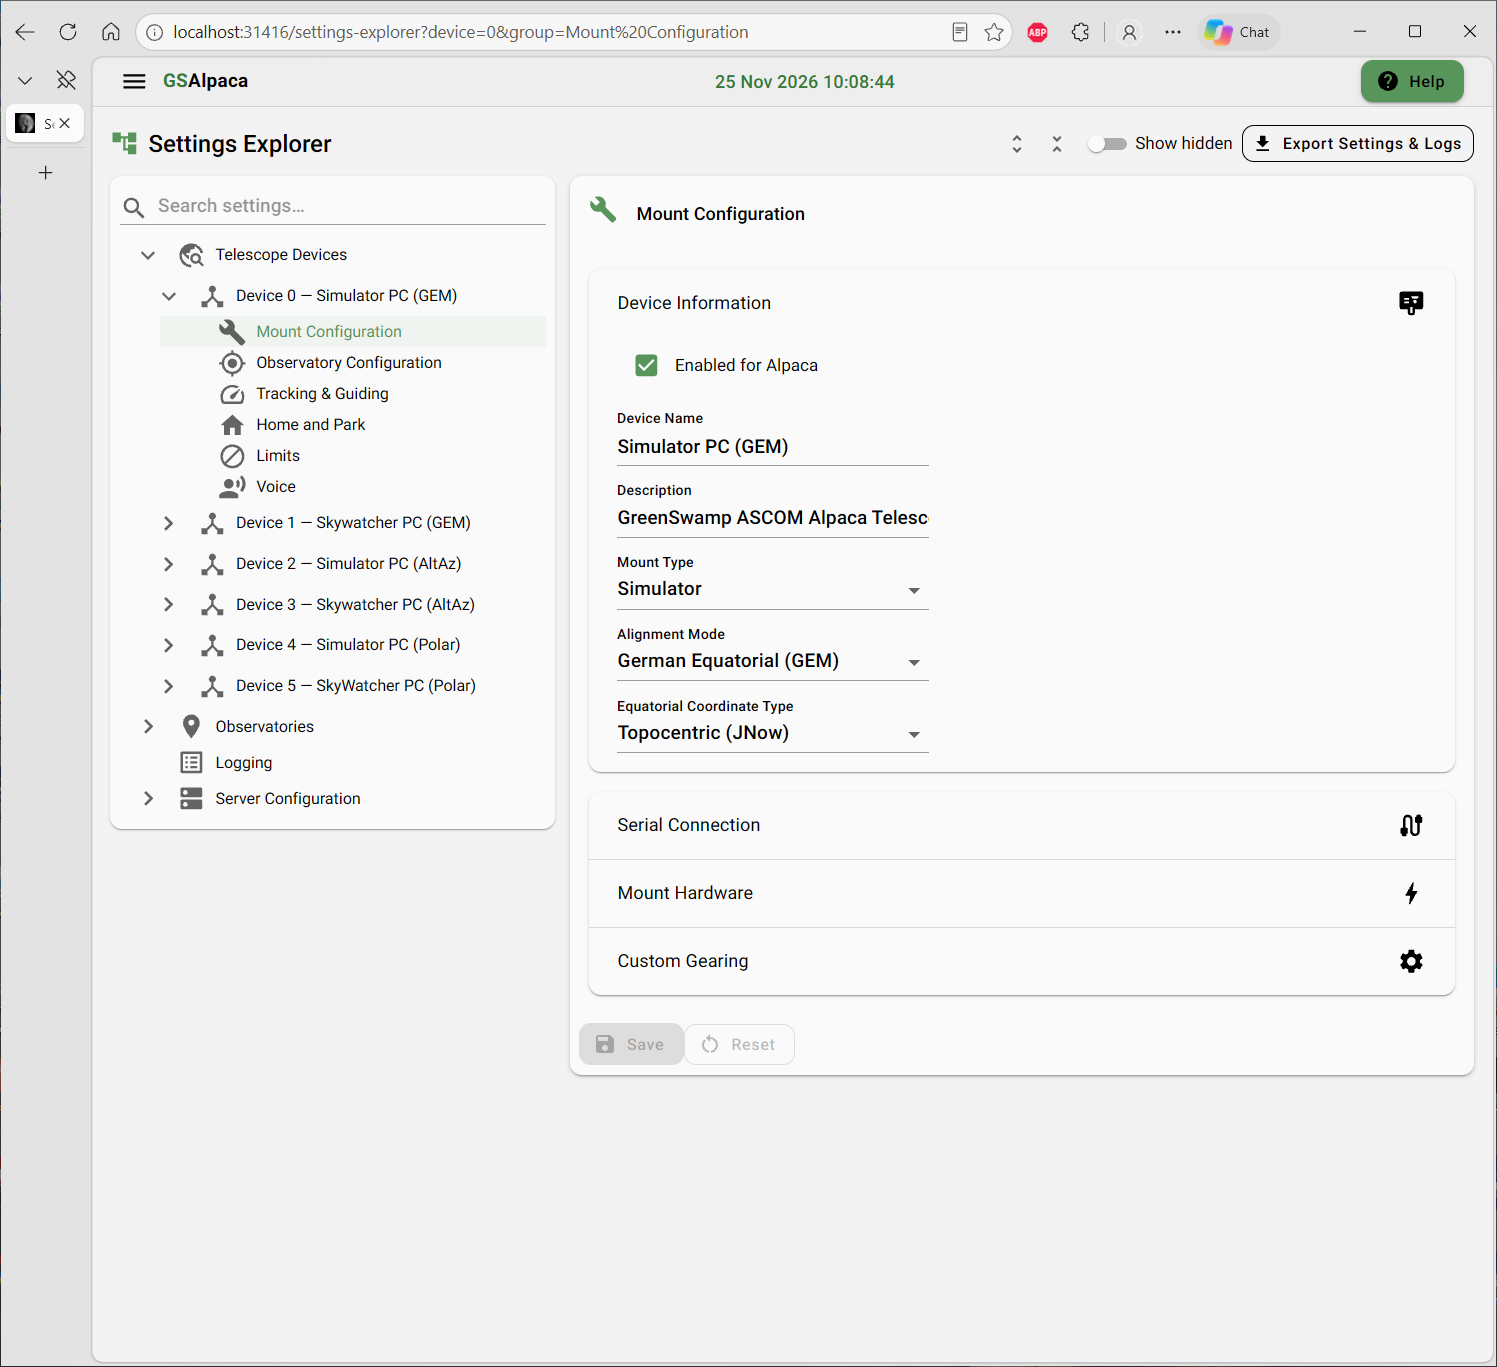 localhost:31416/settings-explorer?device=0&group=Mount%20Configuration
ABP
Chat
GSAlpaca
25 Nov 2026 10:08:44
Help
Settings Explorer
Show hidden
Export Settings & Logs
Search settings...
Telescope Devices
Device 0 — Simulator PC (GEM)
Mount Configuration
Observatory Configuration
Tracking & Guiding
Home and Park
Limits
Voice
Device 1 — Skywatcher PC (GEM)
Device 2 — Simulator PC (AltAz)
Device 3 — Skywatcher PC (AltAz)
Device 4 — Simulator PC (Polar)
Device 5 — SkyWatcher PC (Polar)
Observatories
Logging
Server Configuration
Mount Configuration
Device Information
Enabled for Alpaca
Device Name
Simulator PC (GEM)
Description
GreenSwamp ASCOM Alpaca Telesc
Mount Type
Simulator
Alignment Mode
German Equatorial (GEM)
Equatorial Coordinate Type
Topocentric (JNow)
Serial Connection
Mount Hardware
Custom Gearing
Save
Reset